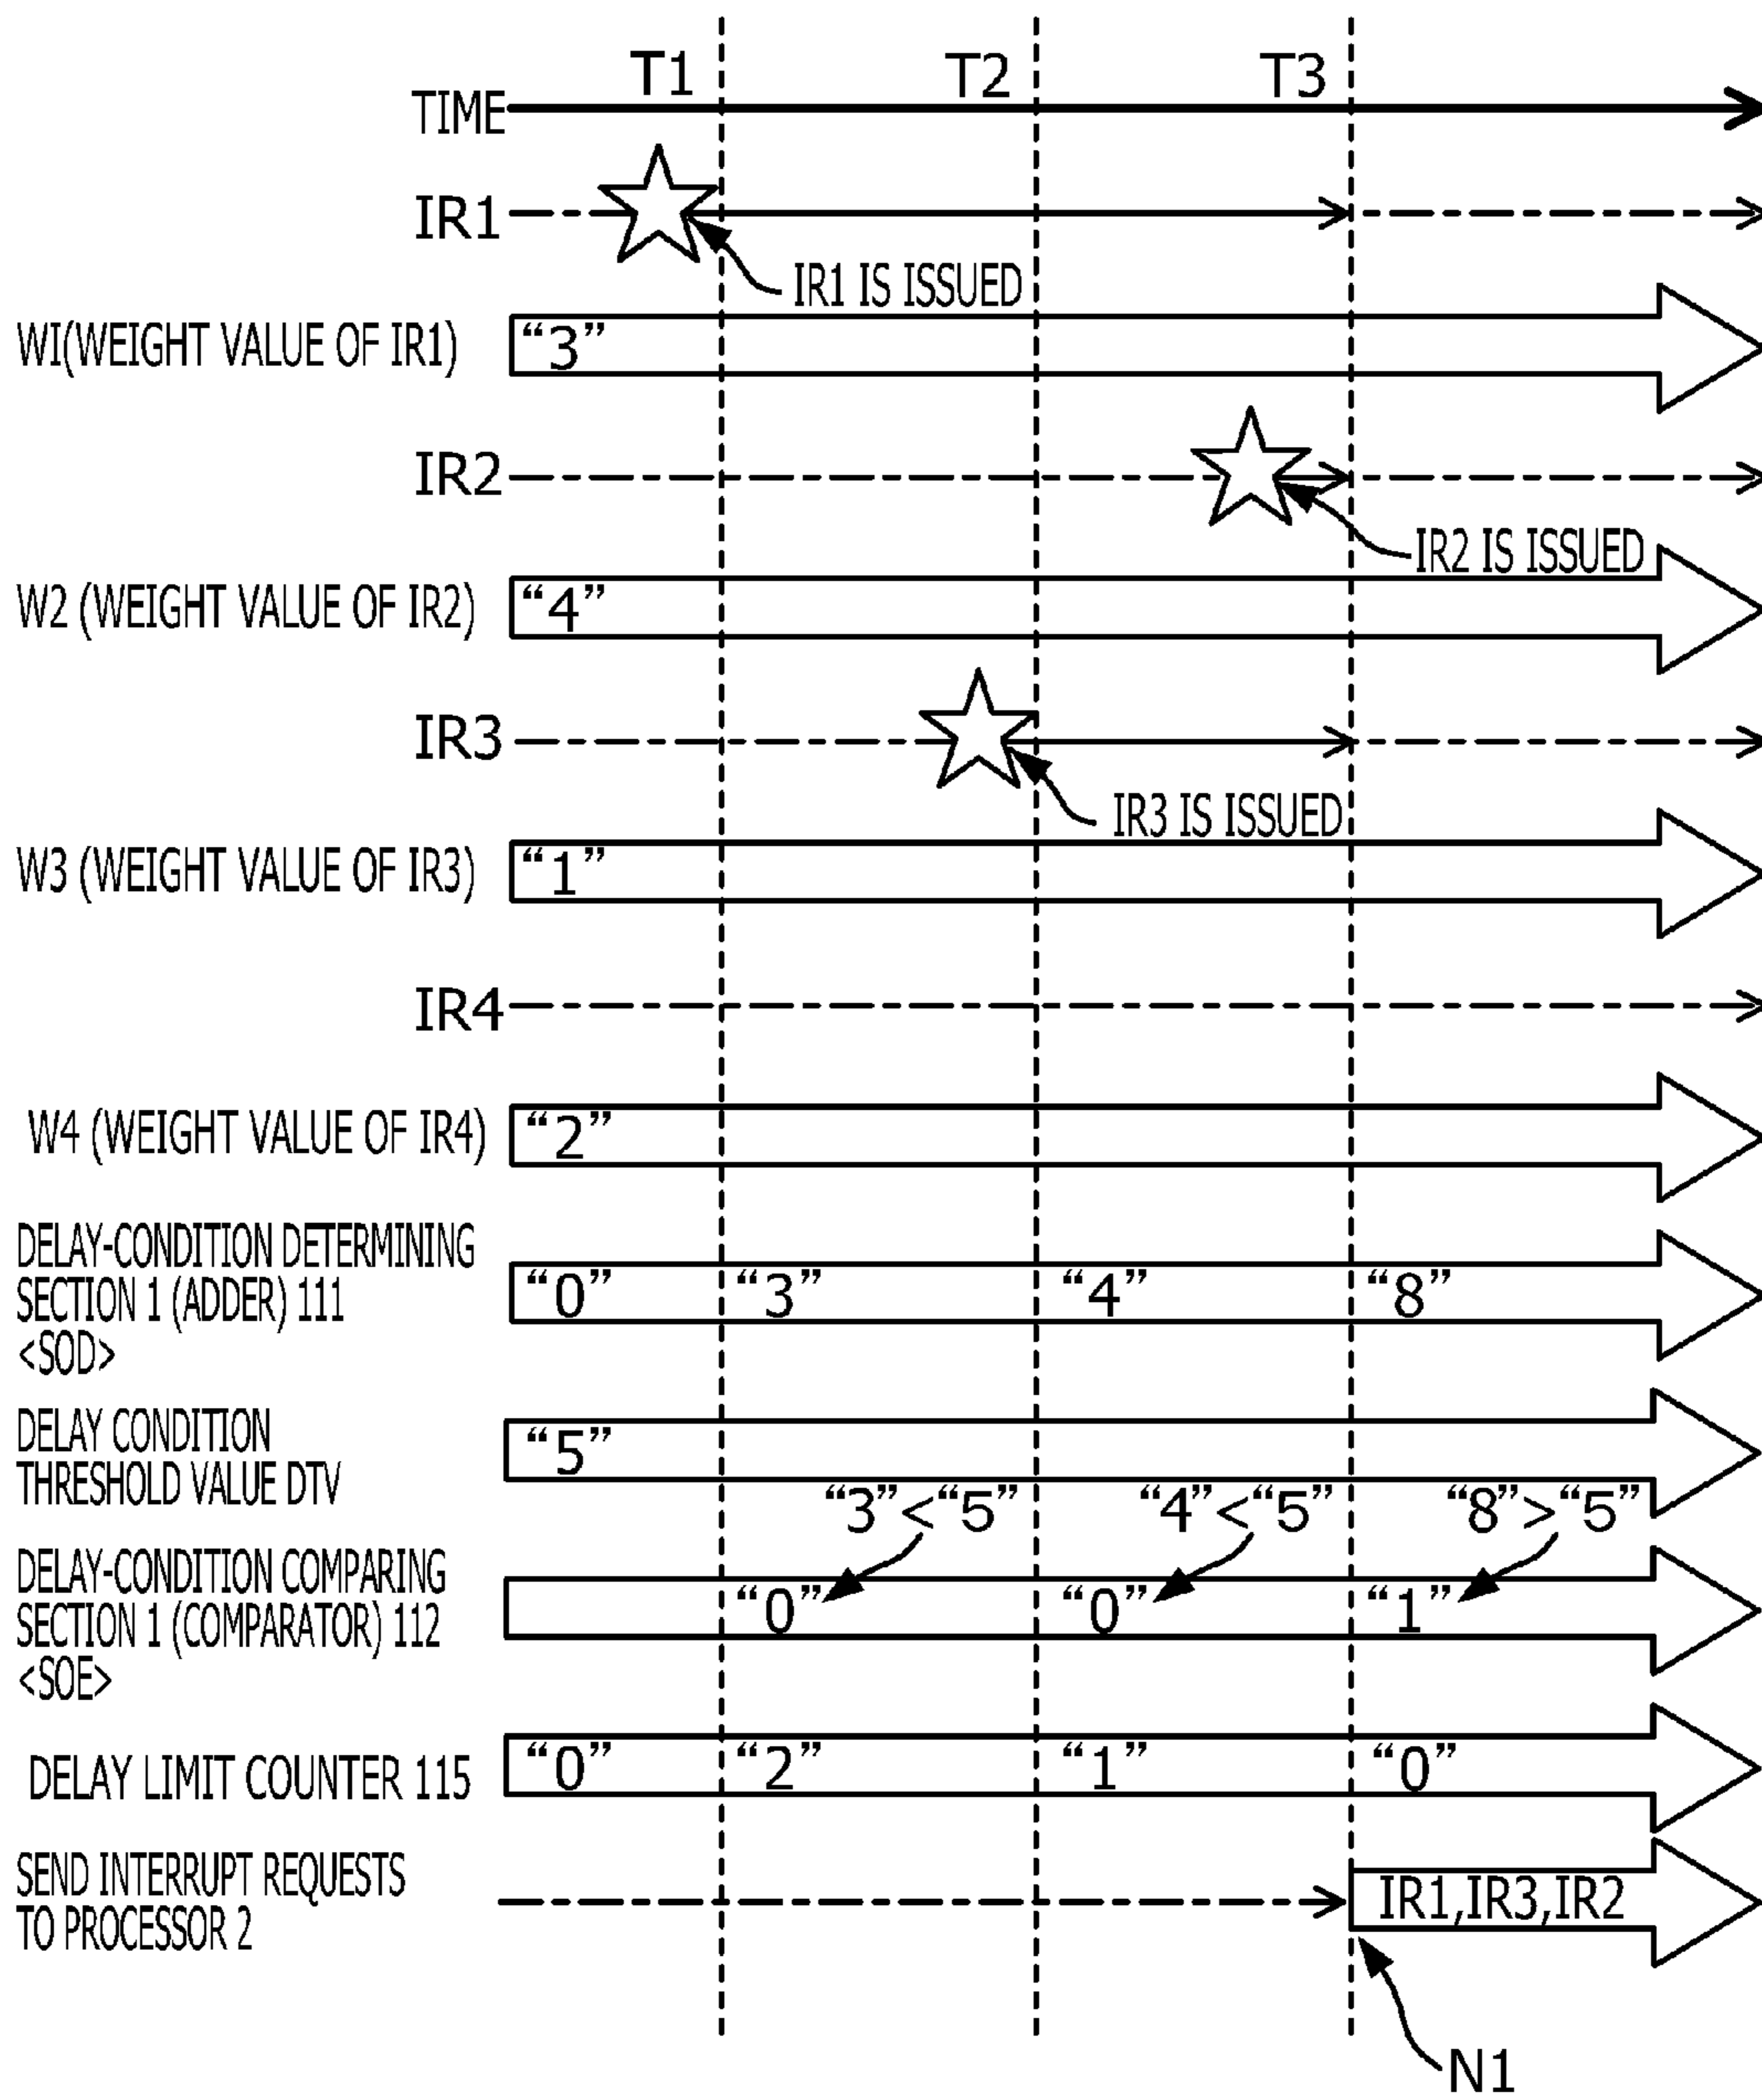 T1 T2 T3
TIME
IR1
IR1 IS ISSUED
WI(WEIGHT VALUE OF IR1) “3”
IR2
IR2 IS ISSUED
W2 (WEIGHT VALUE OF IR2) “4”
IR3
IR3 IS ISSUED
W3 (WEIGHT VALUE OF IR3) “1”
IR4
W4 (WEIGHT VALUE OF IR4) “2”
DELAY-CONDITION DETERMINING
SECTION 1 (ADDER) 111 “0” “3” “4” “8”
<SOD>
DELAY CONDITION “5”
THRESHOLD VALUE DTV
“3”<“5” “4”<“5” “8”>“5”
DELAY-CONDITION COMPARING
SECTION 1 (COMPARATOR) 112 “0” “0” “1”
<SOE>
DELAY LIMIT COUNTER 115 “0” “2” “1” “0”
SEND INTERRUPT REQUESTS
TO PROCESSOR 2
IR1,IR3,IR2
N1